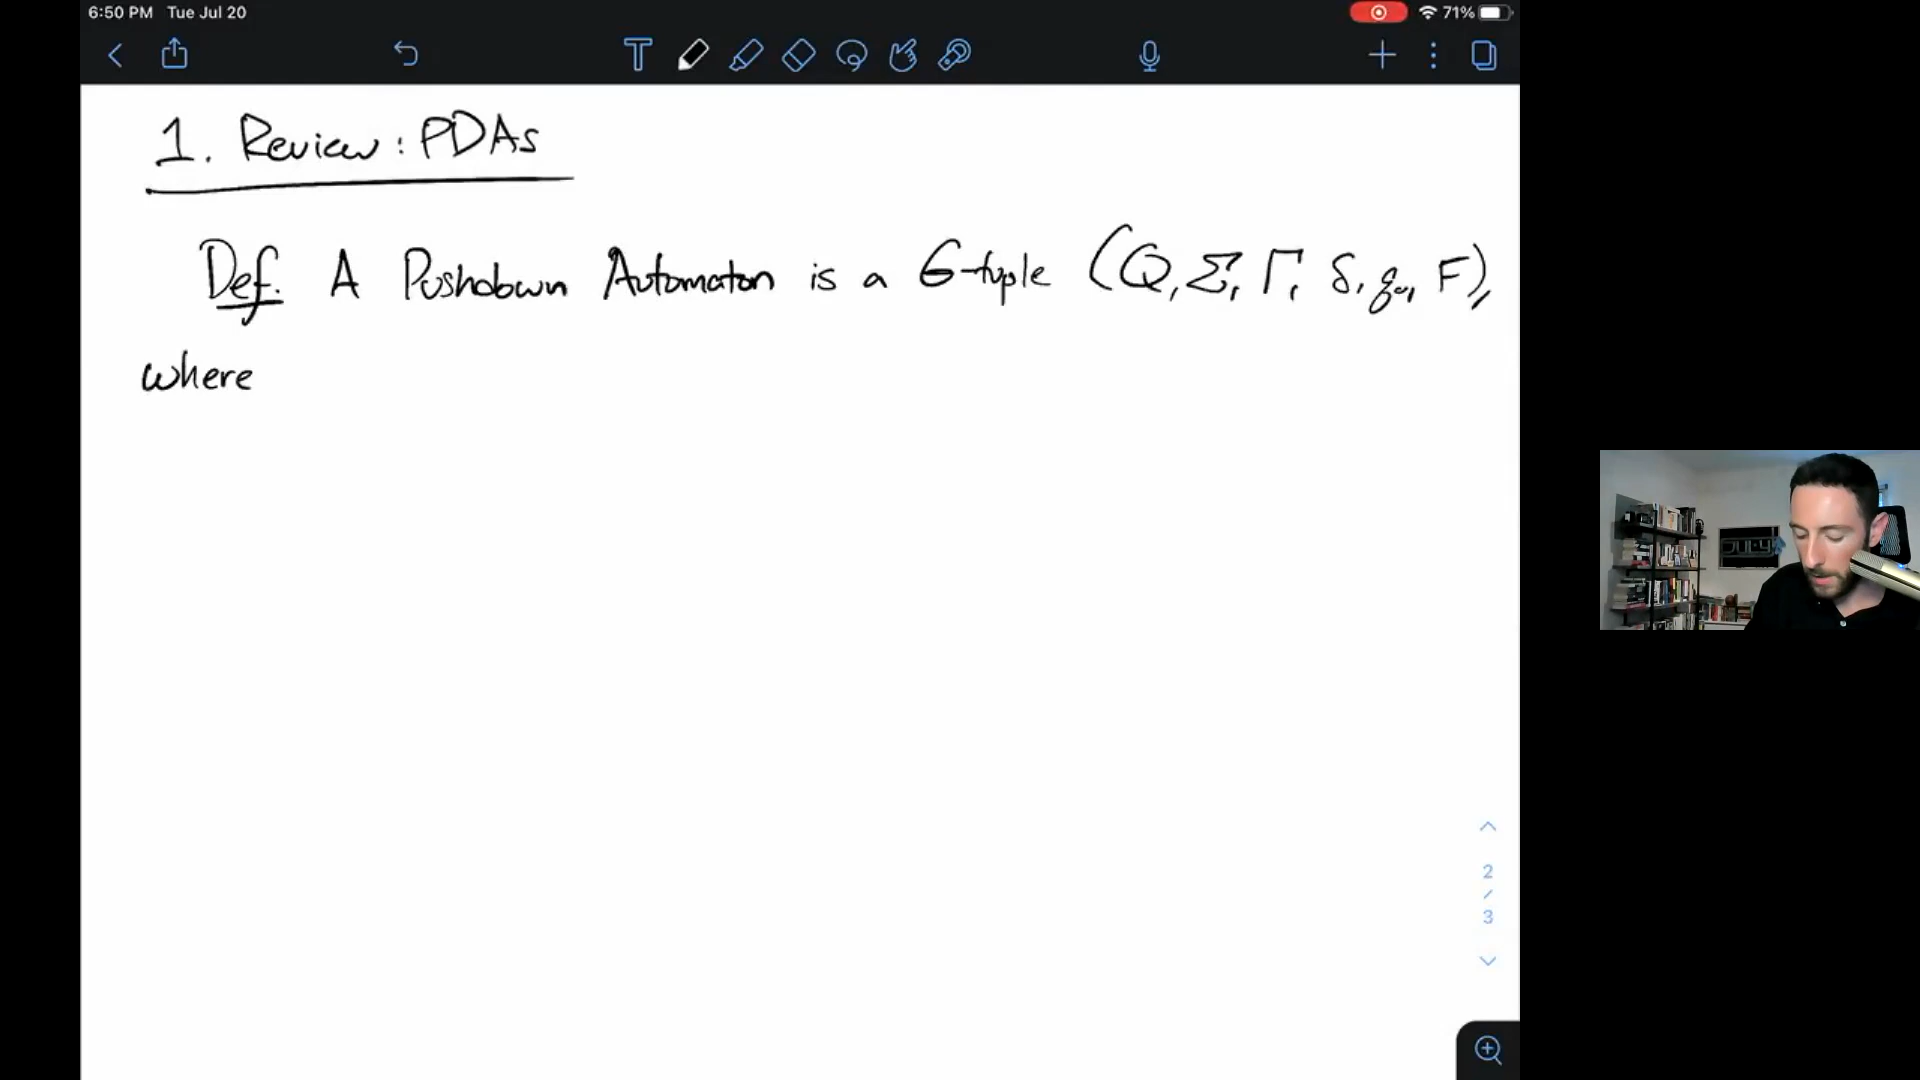 6:50 PM Tue Jul 20
71%
1. Review: PDAs
Def. A Pushdown Automaton is a 6-tuple (Q, Σ, Γ, δ, q₀, F),
where
2
/
3